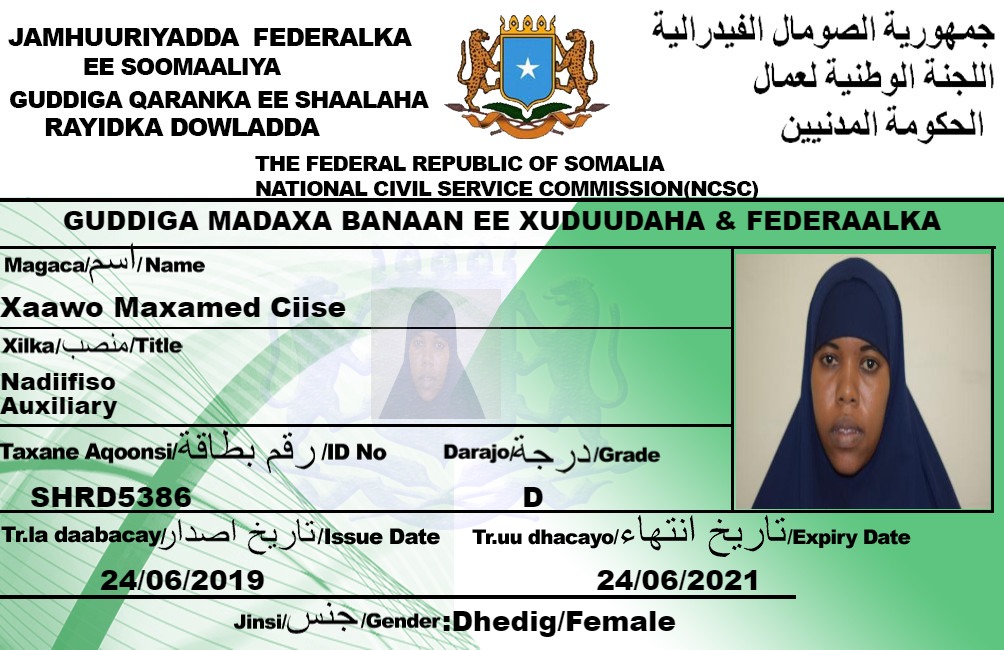 JAMHUURIYADDA FEDERALKA
EE SOOMAALIYA
GUDDIGA QARANKA EE SHAALAHA
RAYIDKA DOWLADDA
جمهورية الصومال الفيدرالية
اللجنة الوطنية لعمال
الحكومة المدنيين
THE FEDERAL REPUBLIC OF SOMALIA
NATIONAL CIVIL SERVICE COMMISSION(NCSC)
GUDDIGA MADAXA BANAAN EE XUDUUDAHA & FEDERAALKA
Magaca/اسم/Name
Xaawo Maxamed Ciise
Xilka/منصب/Title
Nadiifiso
Auxiliary
Taxane Aqoonsi/رقم بطاقة/ID No Darajo/درجة/Grade
SHRD5386 D
Tr.la daabacay/تاريخ اصدار/Issue Date Tr.uu dhacayo/تاريخ انتهاء/Expiry Date
24/06/2019 24/06/2021
Jinsi/جنس/Gender:Dhedig/Female